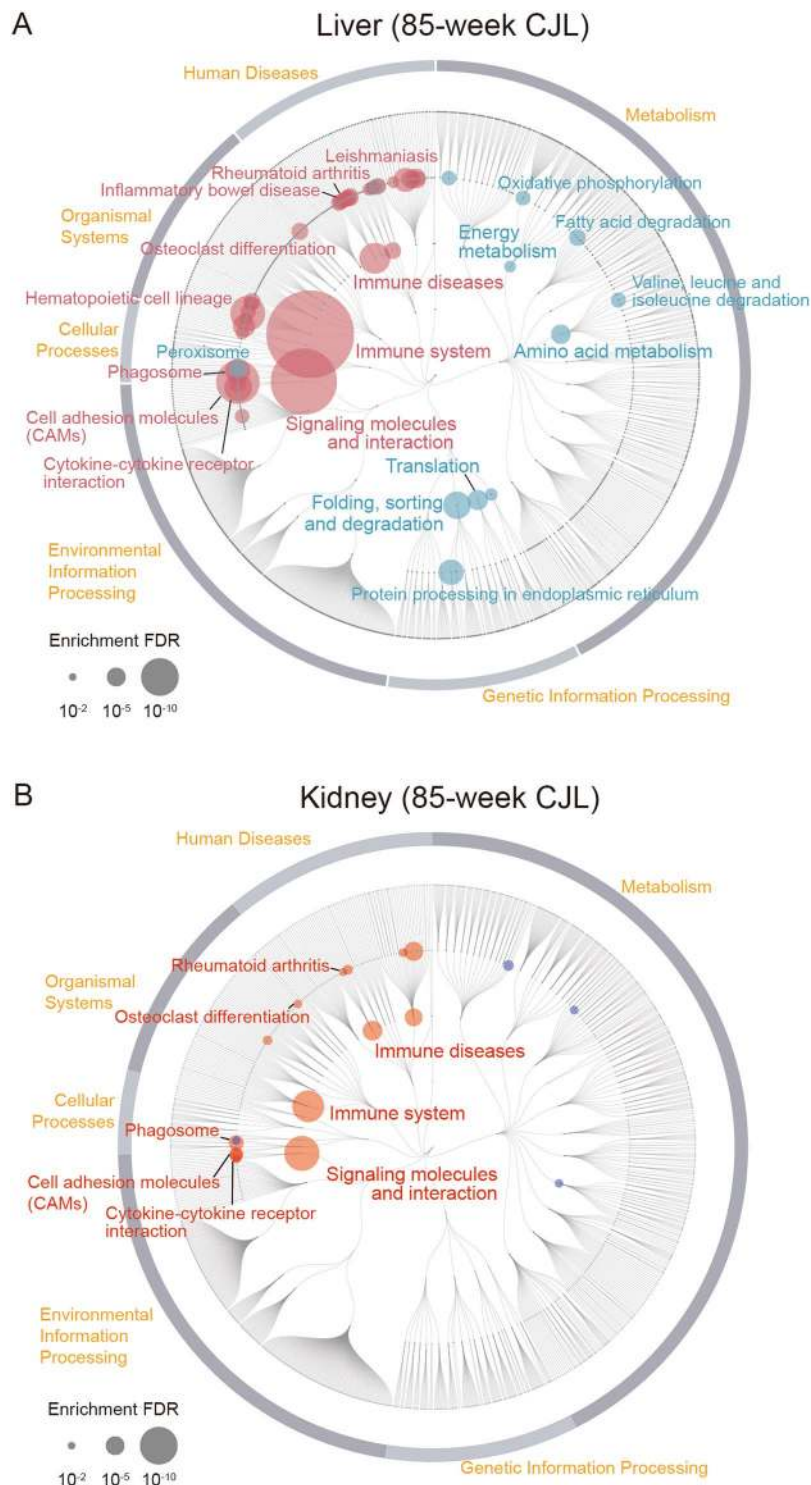 A
Liver (85-week CJL)
Human Diseases
Metabolism
Leishmaniasis
Rheumatoid arthritis
Inflammatory bowel disease
Oxidative phosphorylation
Organismal
Systems
Fatty acid degradation
Energy
metabolism
Osteoclast differentiation
Immune diseases
Valine, leucine and
isoleucine degradation
Hematopoietic cell lineage
Cellular
Processes
Peroxisome
Immune system
Amino acid metabolism
Phagosome
Cell adhesion molecules
(CAMs)
Signaling molecules
and interaction
Cytokine-cytokine receptor
interaction
Translation
Folding, sorting
and degradation
Environmental
Information
Processing
Protein processing in endoplasmic reticulum
Enrichment FDR
10-2 10-5 10-10
Genetic Information Processing
B
Kidney (85-week CJL)
Human Diseases
Metabolism
Rheumatoid arthritis
Organismal
Systems
Osteoclast differentiation
Immune diseases
Cellular
Processes
Immune system
Phagosome
Cell adhesion molecules
(CAMs)
Signaling molecules
and interaction
Cytokine-cytokine receptor
interaction
Environmental
Information
Processing
Enrichment FDR
10-2 10-5 10-10
Genetic Information Processing